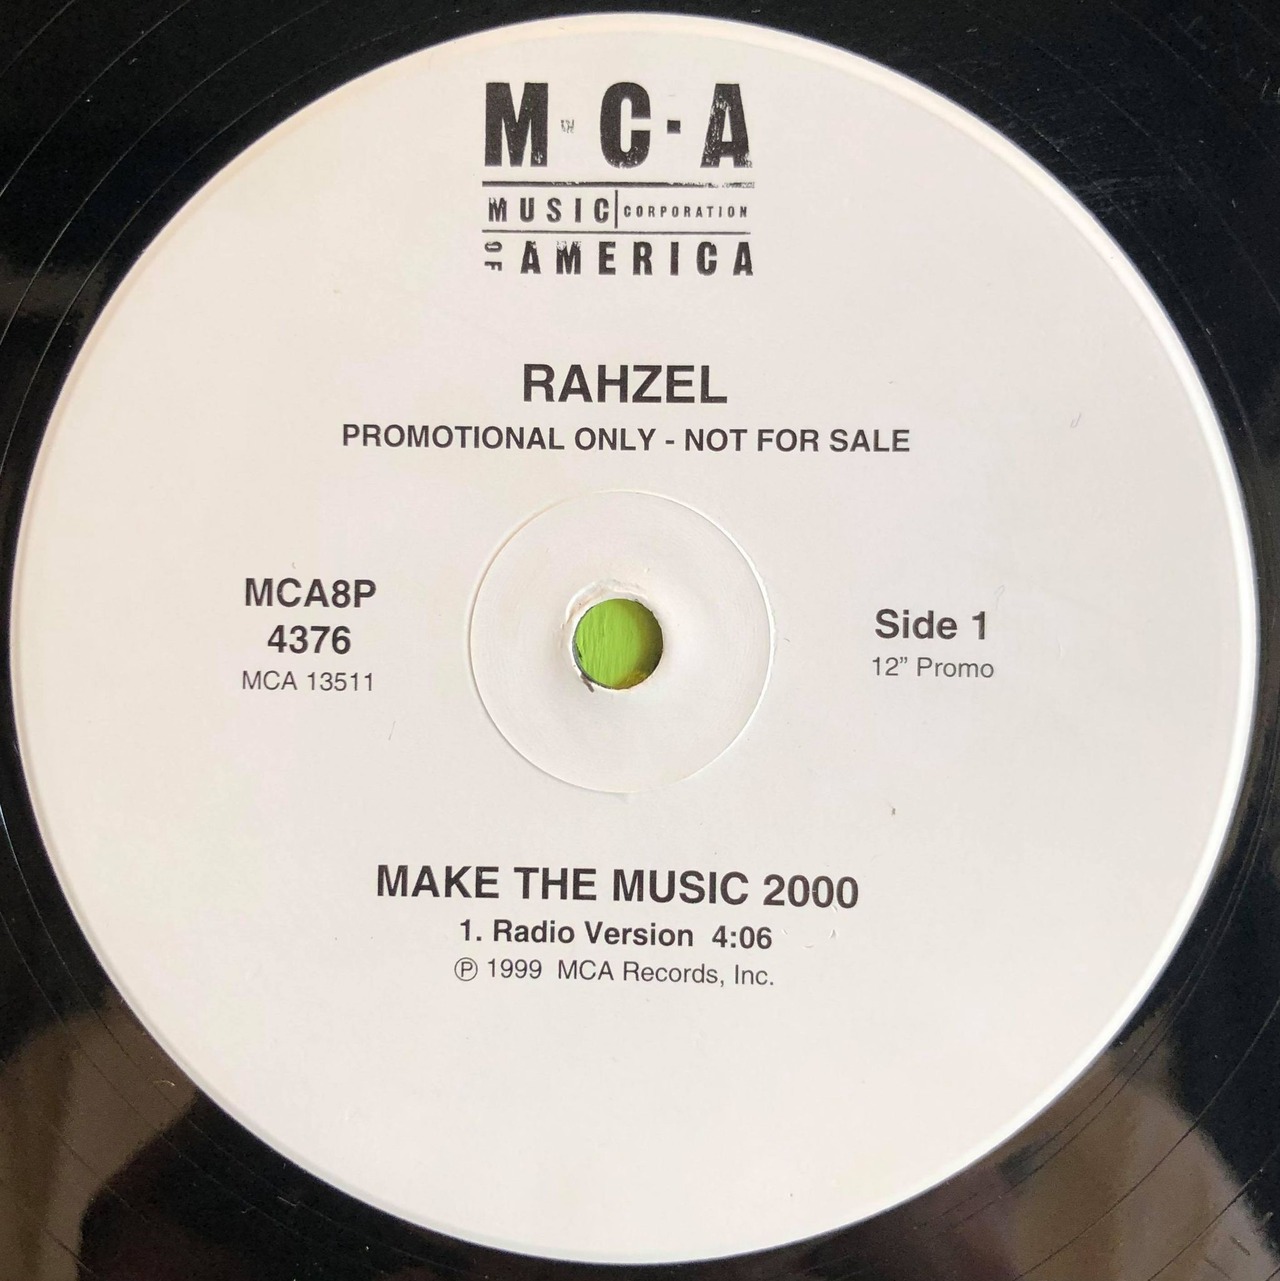 M·C·A
MUSIC CORPORATION
OF AMERICA
RAHZEL
PROMOTIONAL ONLY - NOT FOR SALE
MCA8P
4376
MCA 13511
Side 1
12” Promo
MAKE THE MUSIC 2000
1. Radio Version 4:06
Ⓟ 1999 MCA Records, Inc.